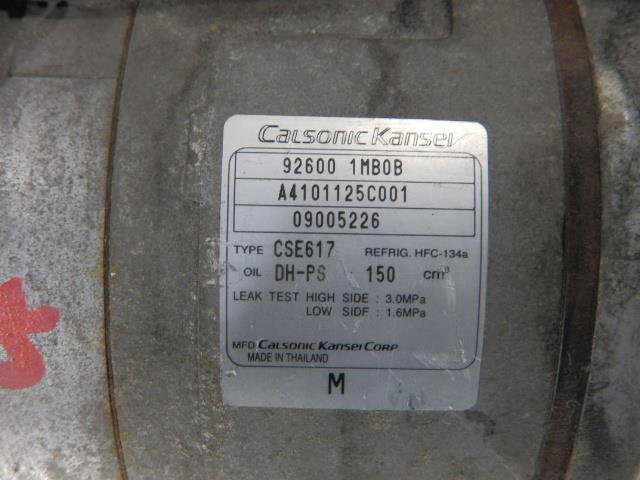 Calsonic Kansei
92600 1MB0B
A4101125C001
09005226
TYPE CSE617 REFRIG. HFC-134a
OIL DH-PS 150 cm³
LEAK TEST HIGH SIDE : 3.0MPa
LOW SIDE : 1.6MPa
MFD Calsonic Kansei Corp.
MADE IN THAILAND
M